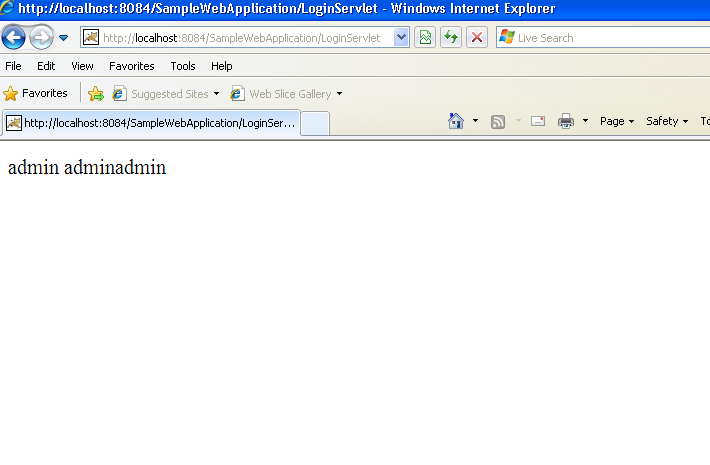 http://localhost:8084/SampleWebApplication/LoginServlet - Windows Internet Explorer
http://localhost:8084/SampleWebApplication/LoginServlet Live Search
File Edit View Favorites Tools Help
Favorites Suggested Sites Web Slice Gallery
http://localhost:8084/SampleWebApplication/LoginSer... Page Safety To
admin adminadmin